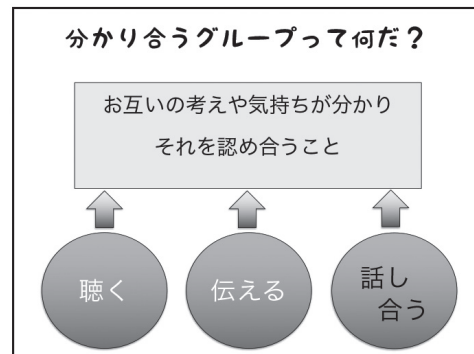 分かり合うグループって何だ？
お互いの考えや気持ちが分かり
それを認め合うこと
聴く
伝える
話し
合う